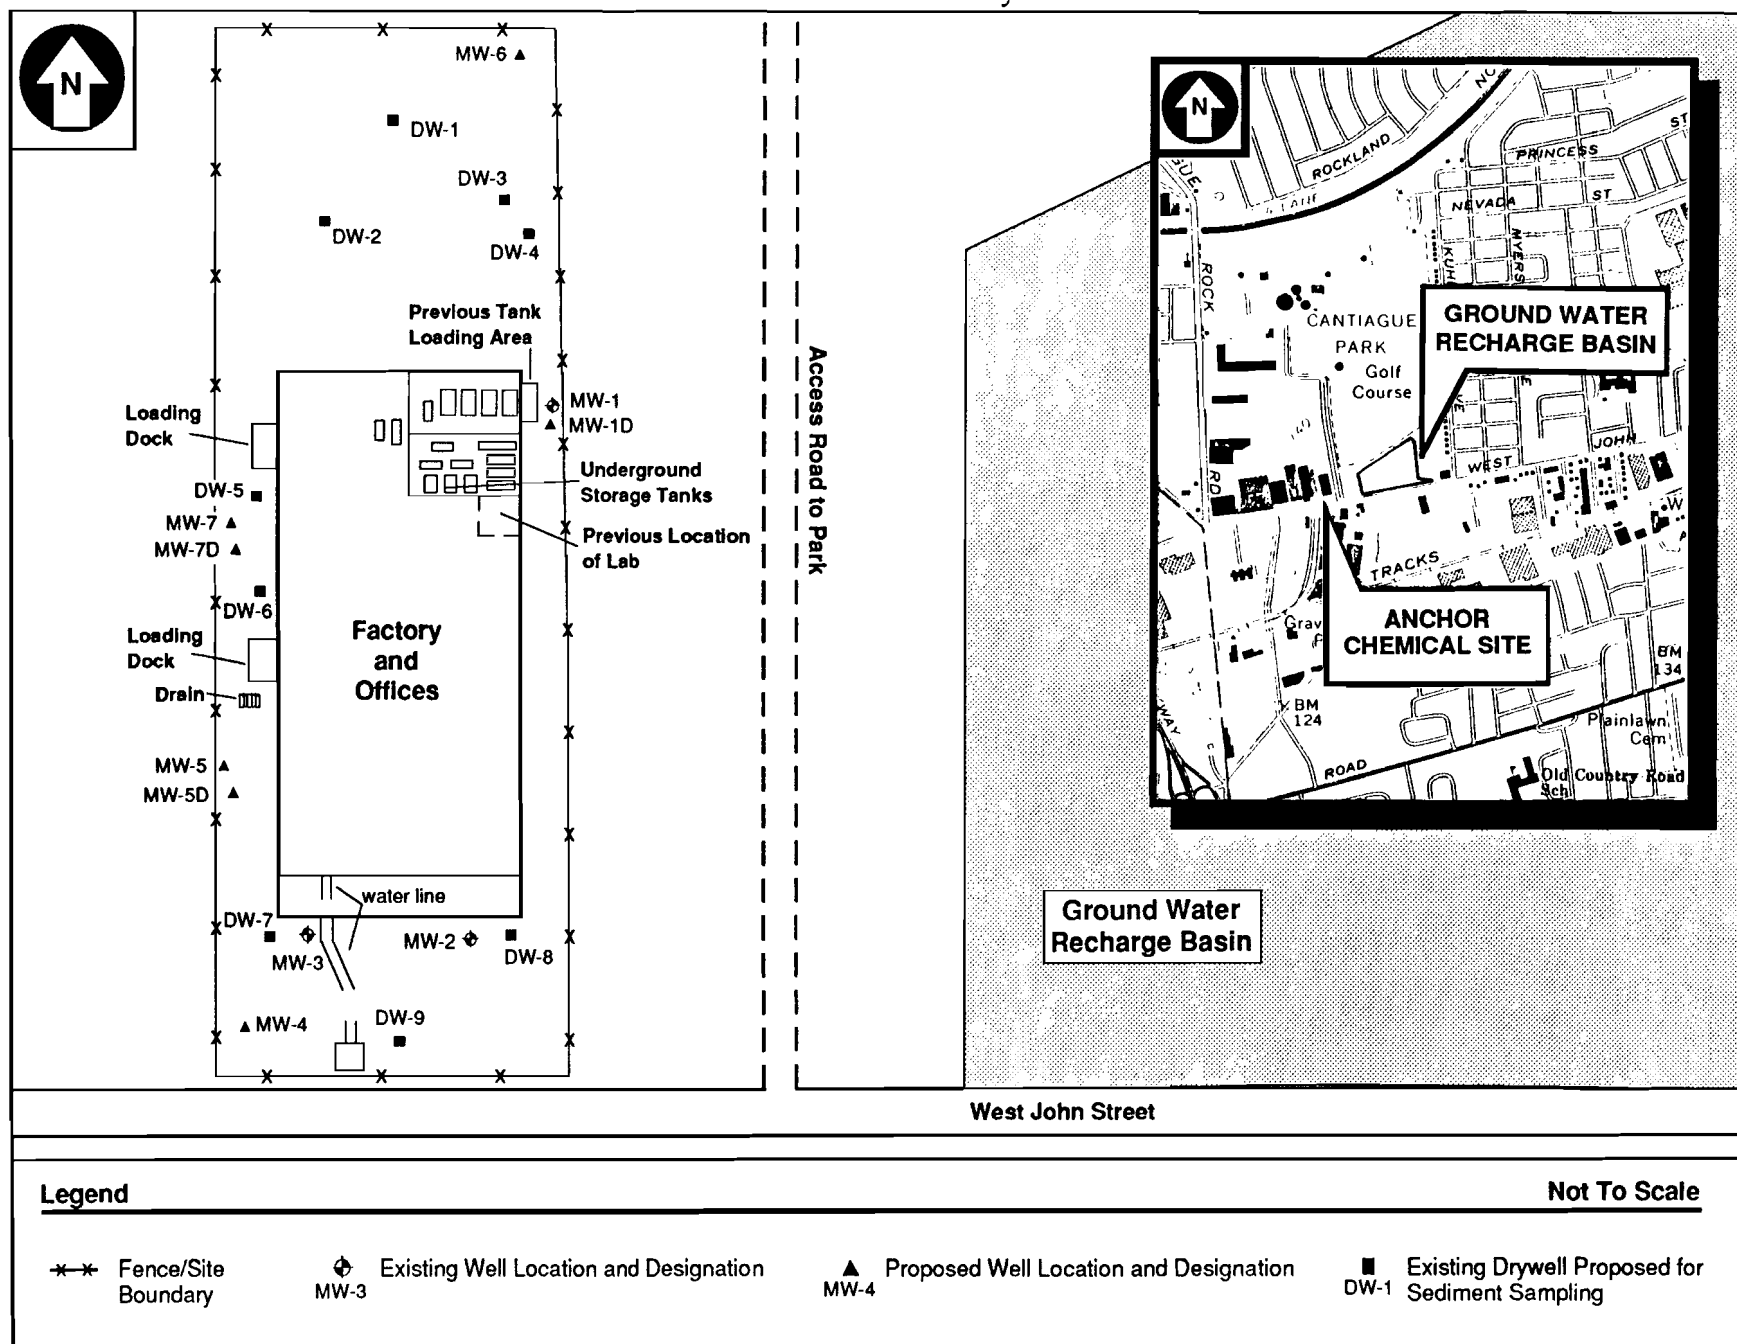 N
MW-6
DW-1
DW-3
DW-2
DW-4
Previous Tank
Loading Area
MW-1
MW-1D
Loading
Dock
Underground
Storage Tanks
DW-5
MW-7
MW-7D
Previous Location
of Lab
DW-6
Loading
Dock
Drain
Factory
and
Offices
MW-5
MW-5D
water line
DW-7
MW-3
MW-2
DW-8
MW-4
DW-9
Access Road to Park
Ground Water
Recharge Basin
West John Street
N
ROCKLAND
PRINCESS
ST
NEVADA
ST
LANE
MYERS
ROCK
RD
CANTIAGUE
PARK
Golf
Course
GROUND WATER
RECHARGE BASIN
JOHN
WEST
TRACKS
ANCHOR
CHEMICAL SITE
Grav
BM
134
BM
124
WAY
Plainlawn
Cem
ROAD
Old Country Road
Sch
Legend
Not To Scale
Fence/Site
Boundary
MW-3
Existing Well Location and Designation
MW-4
Proposed Well Location and Designation
DW-1
Existing Drywell Proposed for
Sediment Sampling